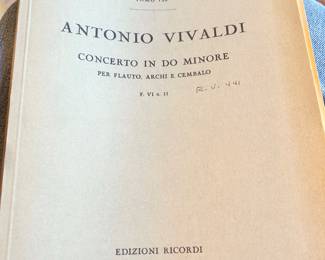 ANTONIO VIVALDI
CONCERTO IN DO MINORE
PER FLAUTO, ARCHI E CEMBALO
F. VI n. 11
R.V. 441
EDIZIONI RICORDI